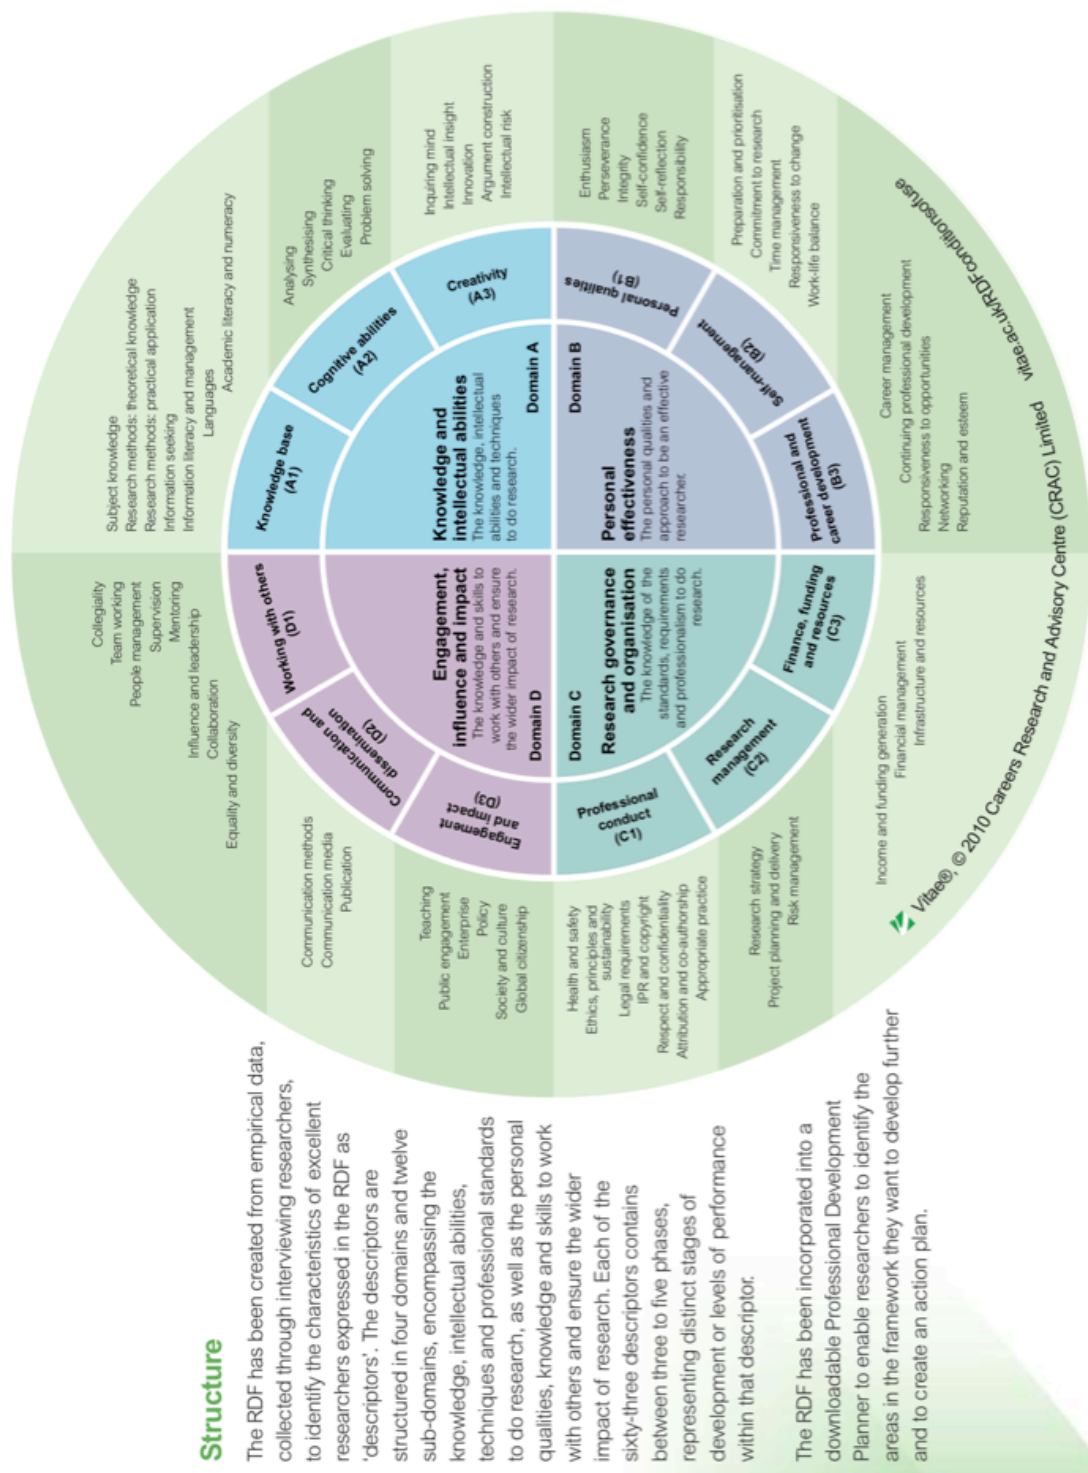 Structure
The RDF has been created from empirical data,
collected through interviewing researchers,
to identify the characteristics of excellent
researchers expressed in the RDF as
'descriptors'. The descriptors are
structured in four domains and twelve
sub-domains, encompassing the
knowledge, intellectual abilities,
techniques and professional standards
to do research, as well as the personal
qualities, knowledge and skills to work
with others and ensure the wider
impact of research. Each of the
sixty-three descriptors contains
between three to five phases,
representing distinct stages of
development or levels of performance
within that descriptor.
The RDF has been incorporated into a
downloadable Professional Development
Planner to enable researchers to identify the
areas in the framework they want to develop further
and to create an action plan.
Knowledge and
intellectual abilities
The knowledge, intellectual
abilities and techniques
to do research.
Domain A
Knowledge base
(A1)
Subject knowledge
Research methods: theoretical knowledge
Research methods: practical application
Information seeking
Information literacy and management
Languages
Academic literacy and numeracy
Cognitive abilities
(A2)
Analysing
Synthesising
Critical thinking
Evaluating
Problem solving
Creativity
(A3)
Inquiring mind
Intellectual insight
Innovation
Argument construction
Intellectual risk
Domain B
Personal
effectiveness
The personal qualities and
approach to be an effective
researcher.
Personal qualities
(B1)
Enthusiasm
Perseverance
Integrity
Self-confidence
Self-reflection
Responsibility
Self-management
(B2)
Preparation and prioritisation
Commitment to research
Time management
Responsiveness to change
Work-life balance
Professional and
career development
(B3)
Career management
Continuing professional development
Responsiveness to opportunities
Networking
Reputation and esteem
Domain C
Research governance
and organisation
The knowledge of the
standards, requirements
and professionalism to do
research.
Professional
conduct
(C1)
Health and safety
Ethics, principles and
sustainability
Legal requirements
IPR and copyright
Respect and confidentiality
Attribution and co-authorship
Appropriate practice
Research
management
(C2)
Research strategy
Project planning and delivery
Risk management
Finance, funding
and resources
(C3)
Income and funding generation
Financial management
Infrastructure and resources
Engagement,
influence and impact
The knowledge and skills to
work with others and ensure
the wider impact of research.
Domain D
Working with others
(D1)
Collegiality
Team working
People management
Supervision
Mentoring
Influence and leadership
Collaboration
Equality and diversity
Communication and
dissemination
(D2)
Communication methods
Communication media
Publication
Engagement
and impact
(D3)
Teaching
Public engagement
Enterprise
Policy
Society and culture
Global citizenship
Vitae®, © 2010 Careers Research and Advisory Centre (CRAC) Limited vitae.ac.uk/RDFconditionsofuse